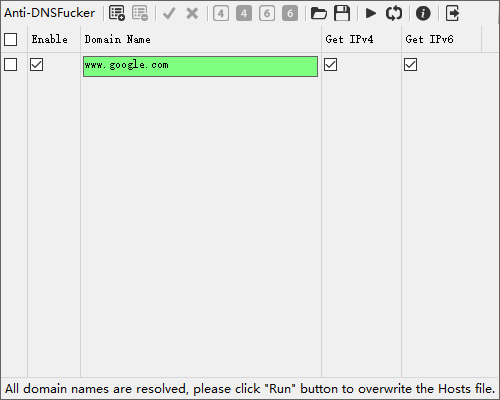 Anti-DNSFucker 4 4 6 6
Enable Domain Name Get IPv4 Get IPv6
www.google.com
All domain names are resolved, please click "Run" button to overwrite the Hosts file.